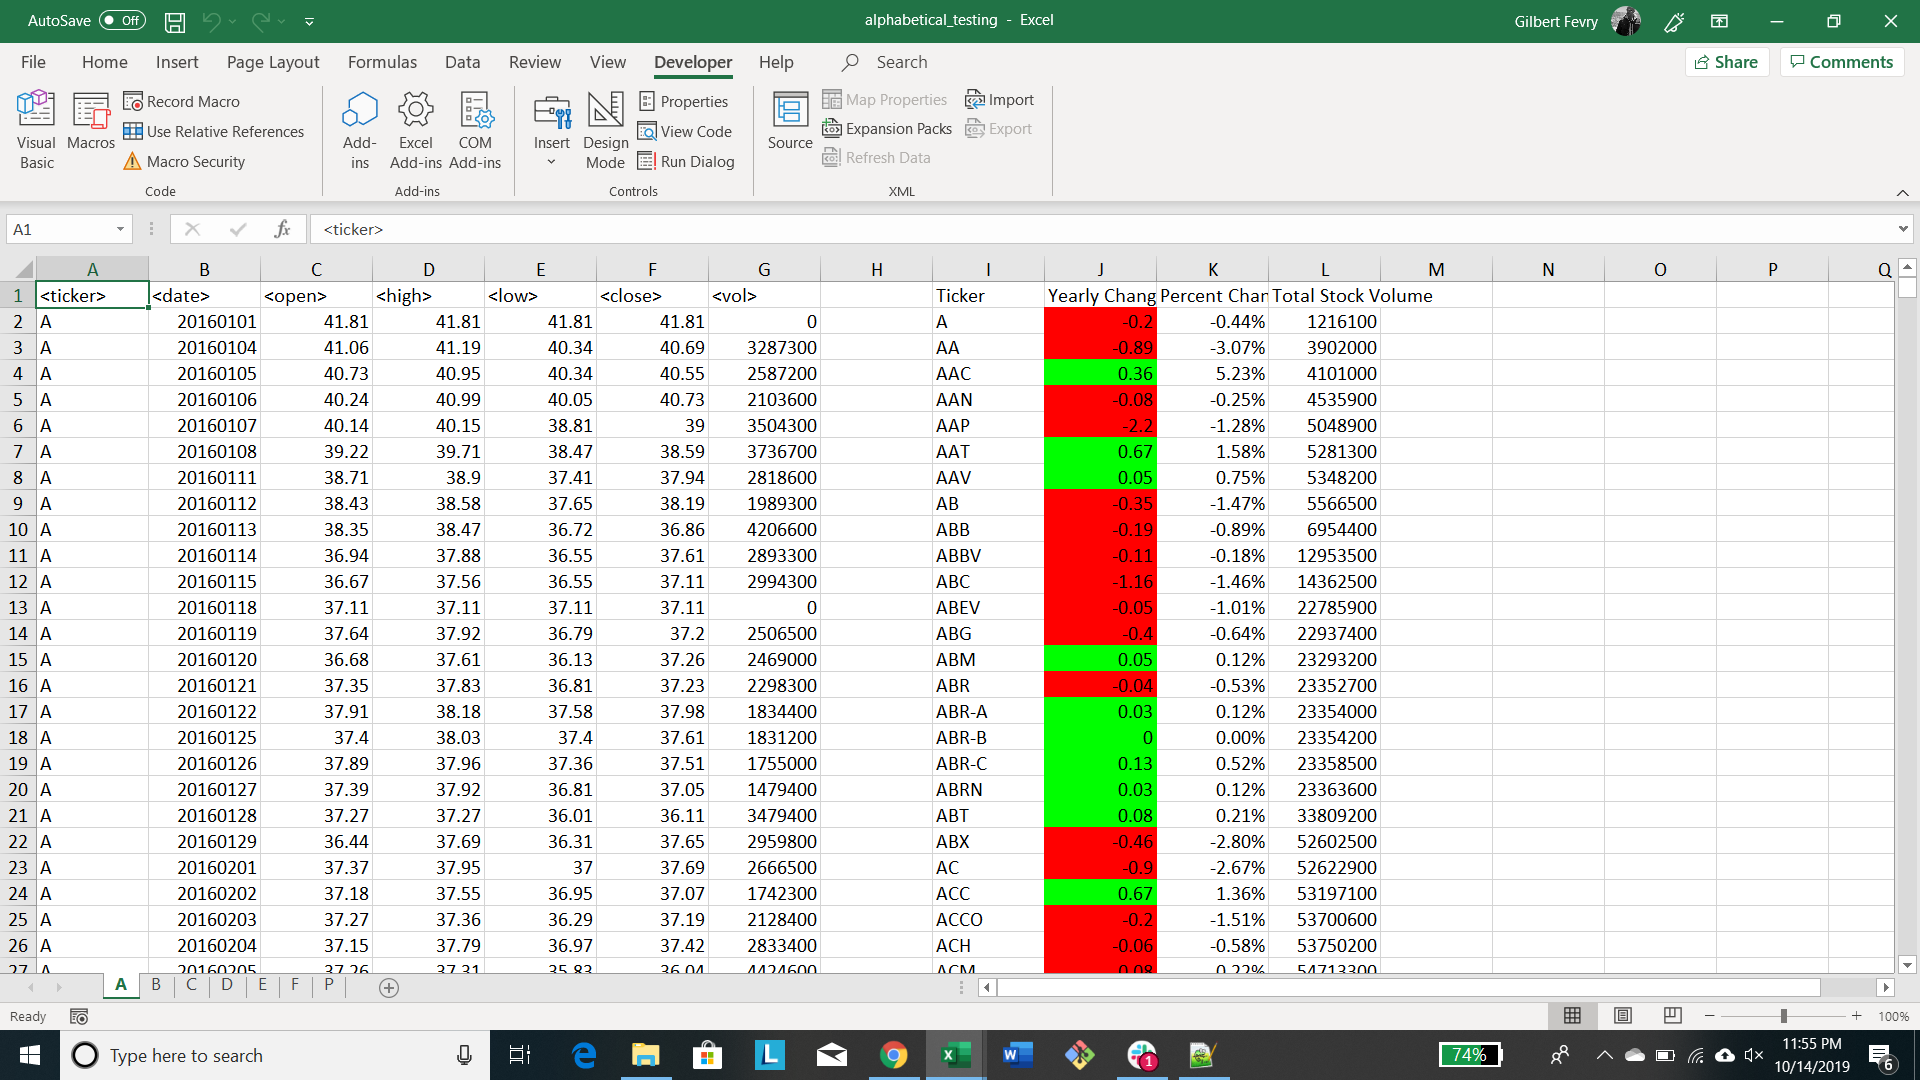 AutoSave Off alphabetical_testing - Excel Gilbert Fevry
File Home Insert Page Layout Formulas Data Review View Developer Help Search Share Comments
Visual Basic
Macros
Record Macro
Use Relative References
Macro Security
Code
Add-ins
Excel Add-ins
COM Add-ins
Add-ins
Insert
Design Mode
Properties
View Code
Run Dialog
Controls
Source
Map Properties
Expansion Packs
Refresh Data
Import
Export
XML
A1 fx <ticker>
A B C D E F G H I J K L M N O P Q
1 <ticker> <date> <open> <high> <low> <close> <vol> Ticker Yearly Chang Percent Chan Total Stock Volume
2 A 20160101 41.81 41.81 41.81 41.81 0 A -0.2 -0.44% 1216100
3 A 20160104 41.06 41.19 40.34 40.69 3287300 AA -0.89 -3.07% 3902000
4 A 20160105 40.73 40.95 40.34 40.55 2587200 AAC 0.36 5.23% 4101000
5 A 20160106 40.24 40.99 40.05 40.73 2103600 AAN -0.08 -0.25% 4535900
6 A 20160107 40.14 40.15 38.81 39 3504300 AAP -2.2 -1.28% 5048900
7 A 20160108 39.22 39.71 38.47 38.59 3736700 AAT 0.67 1.58% 5281300
8 A 20160111 38.71 38.9 37.41 37.94 2818600 AAV 0.05 0.75% 5348200
9 A 20160112 38.43 38.58 37.65 38.19 1989300 AB -0.35 -1.47% 5566500
10 A 20160113 38.35 38.47 36.72 36.86 4206600 ABB -0.19 -0.89% 6954400
11 A 20160114 36.94 37.88 36.55 37.61 2893300 ABBV -0.11 -0.18% 12953500
12 A 20160115 36.67 37.56 36.55 37.11 2994300 ABC -1.16 -1.46% 14362500
13 A 20160118 37.11 37.11 37.11 37.11 0 ABEV -0.05 -1.01% 22785900
14 A 20160119 37.64 37.92 36.79 37.2 2506500 ABG -0.4 -0.64% 22937400
15 A 20160120 36.68 37.61 36.13 37.26 2469000 ABM 0.05 0.12% 23293200
16 A 20160121 37.35 37.83 36.81 37.23 2298300 ABR -0.04 -0.53% 23352700
17 A 20160122 37.91 38.18 37.58 37.98 1834400 ABR-A 0.03 0.12% 23354000
18 A 20160125 37.4 38.03 37.4 37.61 1831200 ABR-B 0 0.00% 23354200
19 A 20160126 37.89 37.96 37.36 37.51 1755000 ABR-C 0.13 0.52% 23358500
20 A 20160127 37.39 37.92 36.81 37.05 1479400 ABRN 0.03 0.12% 23363600
21 A 20160128 37.27 37.27 36.01 36.11 3479400 ABT 0.08 0.21% 33809200
22 A 20160129 36.44 37.69 36.31 37.65 2959800 ABX -0.46 -2.80% 52602500
23 A 20160201 37.37 37.95 37 37.69 2666500 AC -0.9 -2.67% 52622900
24 A 20160202 37.18 37.55 36.95 37.07 1742300 ACC 0.67 1.36% 53197100
25 A 20160203 37.27 37.36 36.29 37.19 2128400 ACCO -0.2 -1.51% 53700600
26 A 20160204 37.15 37.79 36.97 37.42 2833400 ACH -0.06 -0.58% 53750200
27 A 20160205 37.26 37.31 35.83 36.04 4424600 ACM 54713300
A B C D E F P
Ready 100%
Type here to search 74% 11:55 PM
10/14/2019 6